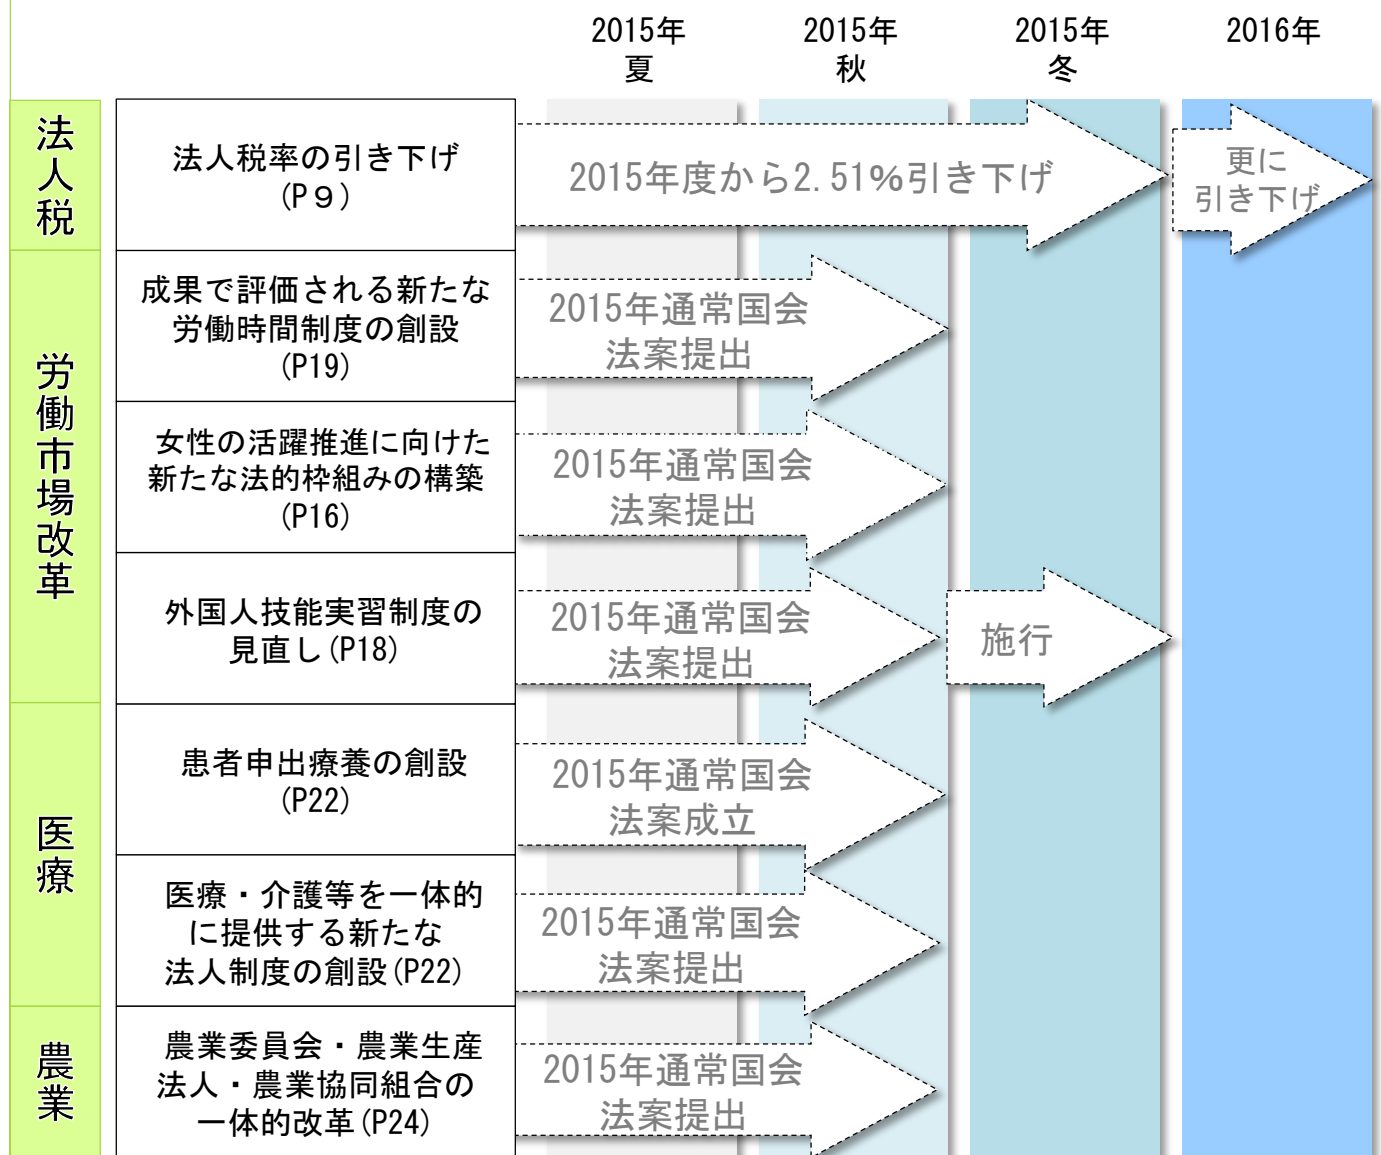 2015年
夏
2015年
秋
2015年
冬
2016年
法人税
法人税率の引き下げ
(P９)
2015年度から2.51%引き下げ
更に
引き下げ
労働市場改革
成果で評価される新たな
労働時間制度の創設
(P19)
2015年通常国会
法案提出
女性の活躍推進に向けた
新たな法的枠組みの構築
(P16)
2015年通常国会
法案提出
外国人技能実習制度の
見直し(P18)
2015年通常国会
法案提出
施行
医療
患者申出療養の創設
(P22)
2015年通常国会
法案成立
医療・介護等を一体的
に提供する新たな
法人制度の創設(P22)
2015年通常国会
法案提出
農業
農業委員会・農業生産
法人・農業協同組合の
一体的改革(P24)
2015年通常国会
法案提出